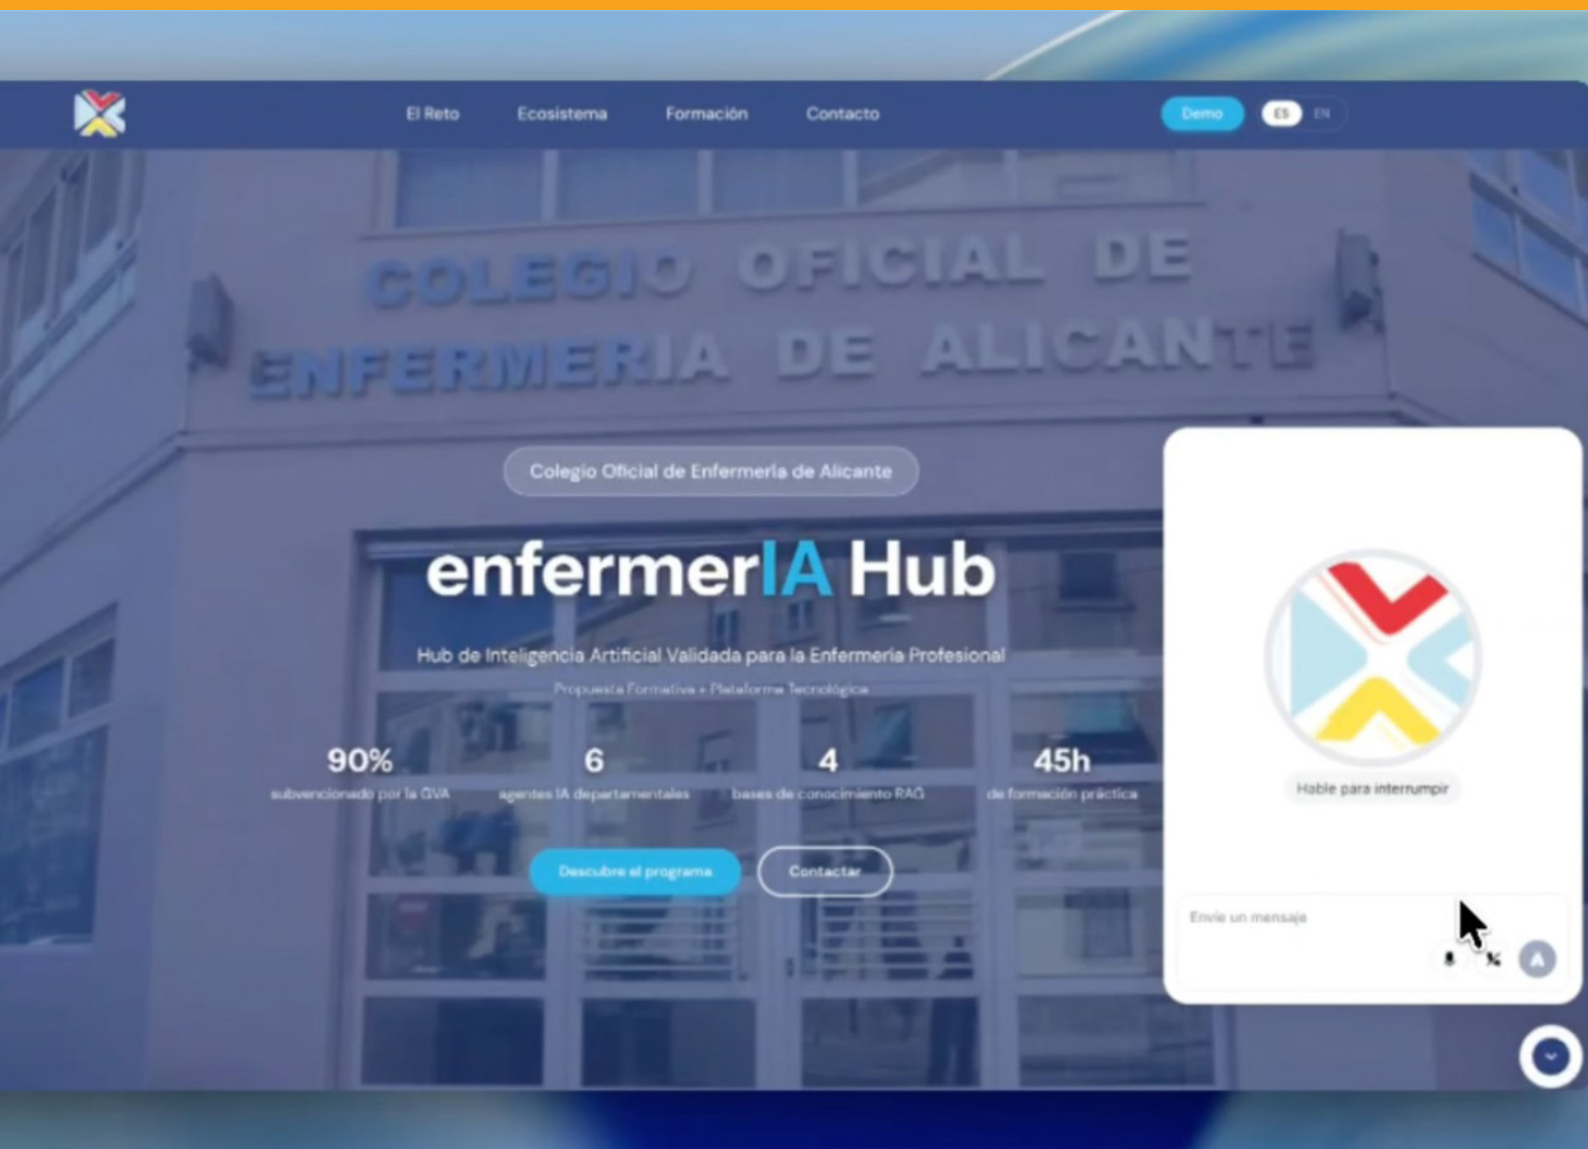 El Reto
Ecosistema
Formación
Contacto
Demo
ES
EN
COLEGIO OFICIAL DE
ENFERMERIA DE ALICANTE
Colegio Oficial de Enfermería de Alicante
enfermerIA Hub
Hub de Inteligencia Artificial Validada para la Enfermería Profesional
Propuesta Formativa + Plataforma Tecnológica
90%
subvencionado por la GVA
6
agentes IA departamentales
4
bases de conocimiento RAG
45h
de formación práctica
Descubre el programa
Contactar
Hable para interrumpir
Envíe un mensaje